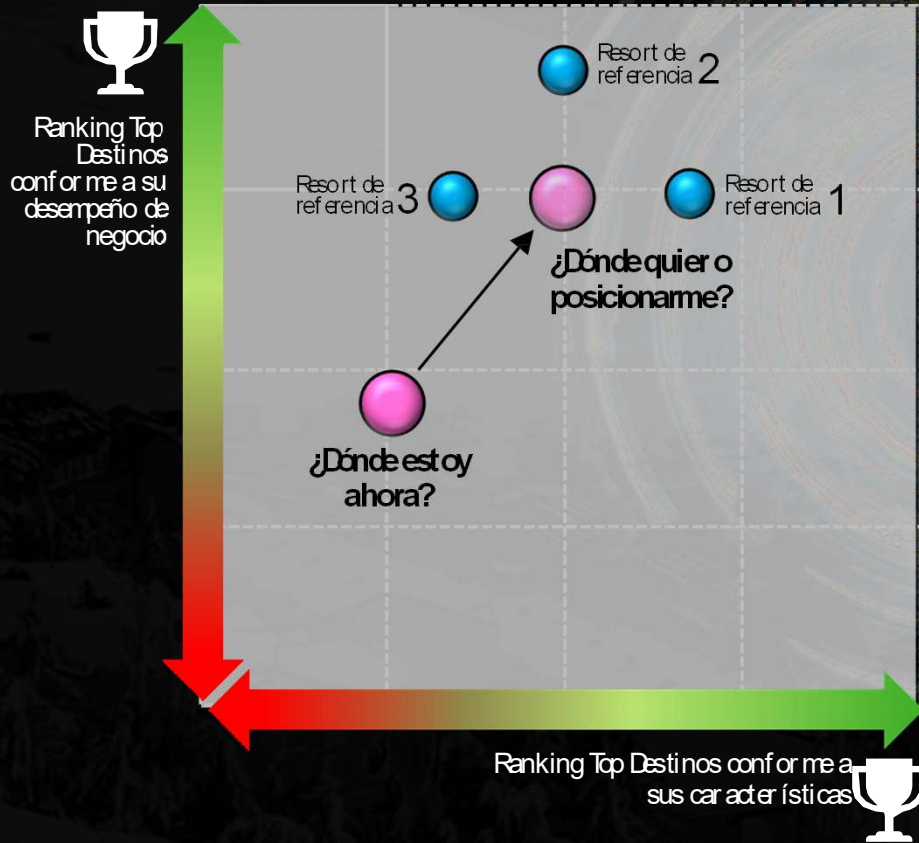 Ranking Top
Destinos
conforme a su
desempeño de
negocio
Resort de
referencia 2
Resort de
referencia 3
Resort de
referencia 1
¿Dónde quiero
posicionarme?
¿Dónde estoy
ahora?
Ranking Top Destinos conforme a
sus características